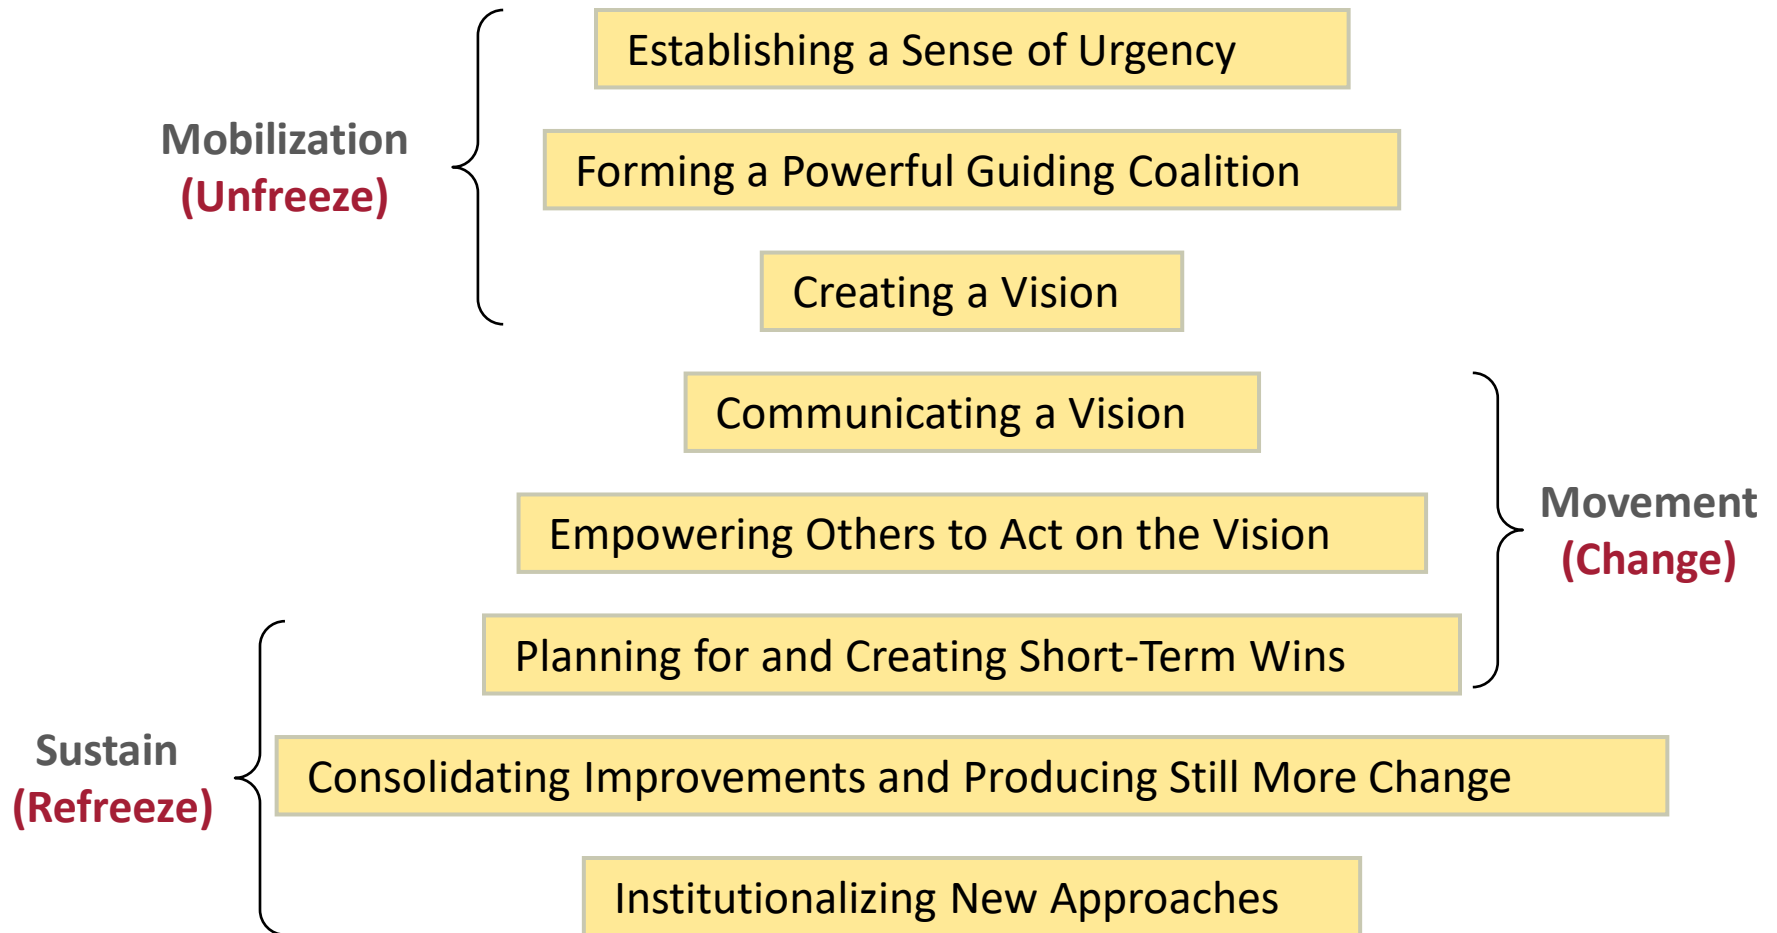 Establishing a Sense of Urgency
Mobilization
(Unfreeze)
Forming a Powerful Guiding Coalition
Creating a Vision
Communicating a Vision
Empowering Others to Act on the Vision
Movement
(Change)
Planning for and Creating Short-Term Wins
Sustain
(Refreeze)
Consolidating Improvements and Producing Still More Change
Institutionalizing New Approaches